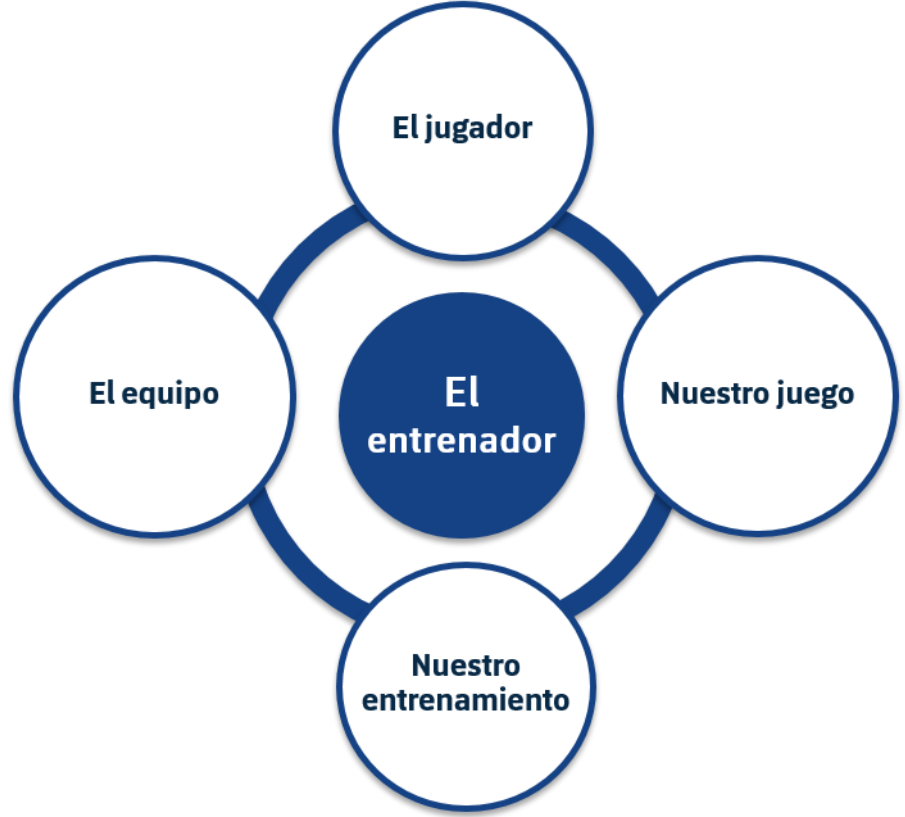 El jugador
El equipo
El
entrenador
Nuestro juego
Nuestro
entrenamiento